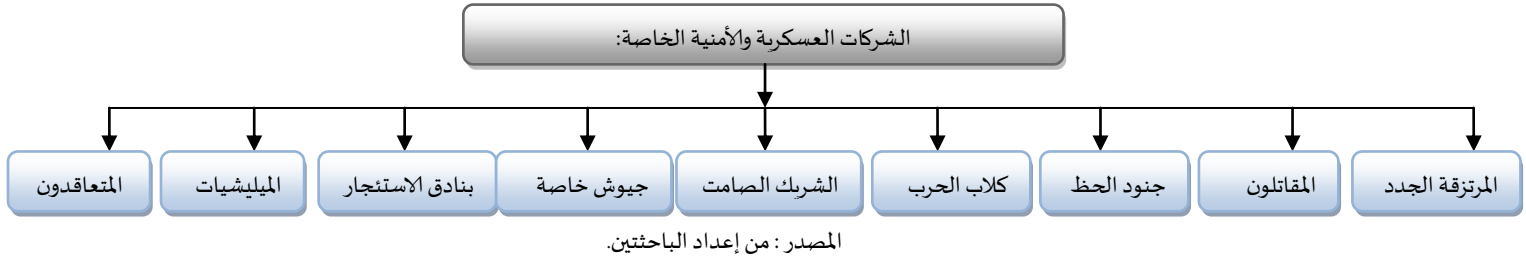 الشركات العسكرية والأمنية الخاصة:
المرتزقة الجدد
المقاتلون
جنود الحظ
كلاب الحرب
الشريك الصامت
جيوش خاصة
بنادق الاستئجار
الميليشيات
المتعاقدون
المصدر : من إعداد الباحثتين.